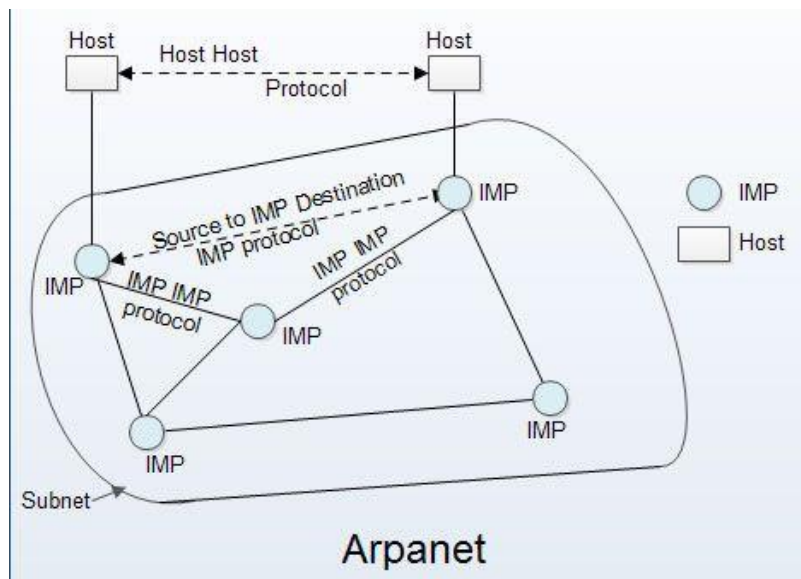 Host
Host
Host Host
Protocol
IMP
IMP
Host
Source to IMP Destination
IMP protocol
IMP
IMP IMP
protocol
IMP IMP
protocol
IMP
IMP
IMP
Subnet
Arpanet